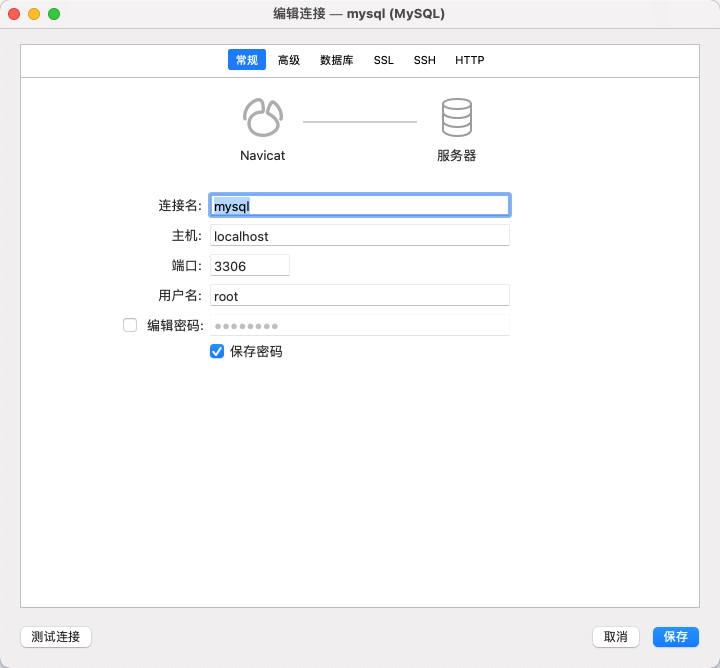 编辑连接 — mysql (MySQL)
常规 高级 数据库 SSL SSH HTTP
Navicat 服务器
连接名: mysql
主机: localhost
端口: 3306
用户名: root
编辑密码: ●●●●●●●●
保存密码
测试连接 取消 保存